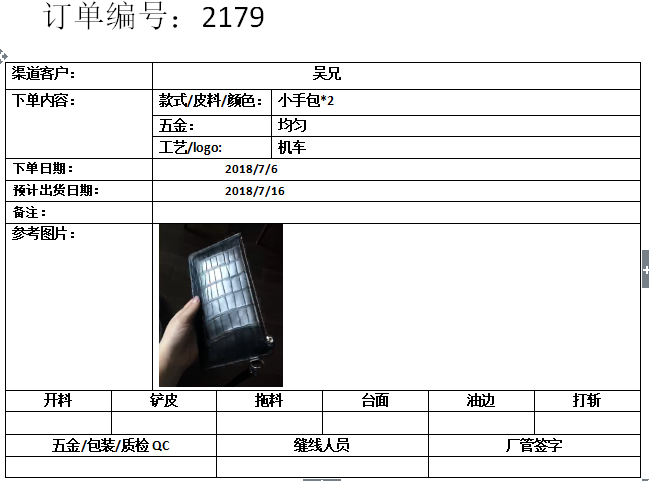 订单编号：2179
渠道客户： 吴兄
下单内容： 款式/皮料/颜色： 小手包*2
五金： 均匀
工艺/logo: 机车
下单日期： 2018/7/6
预计出货日期： 2018/7/16
备注：
参考图片：
开料 铲皮 拖料 台面 油边 打斩
五金/包装/质检 QC 缝线人员 厂管签字